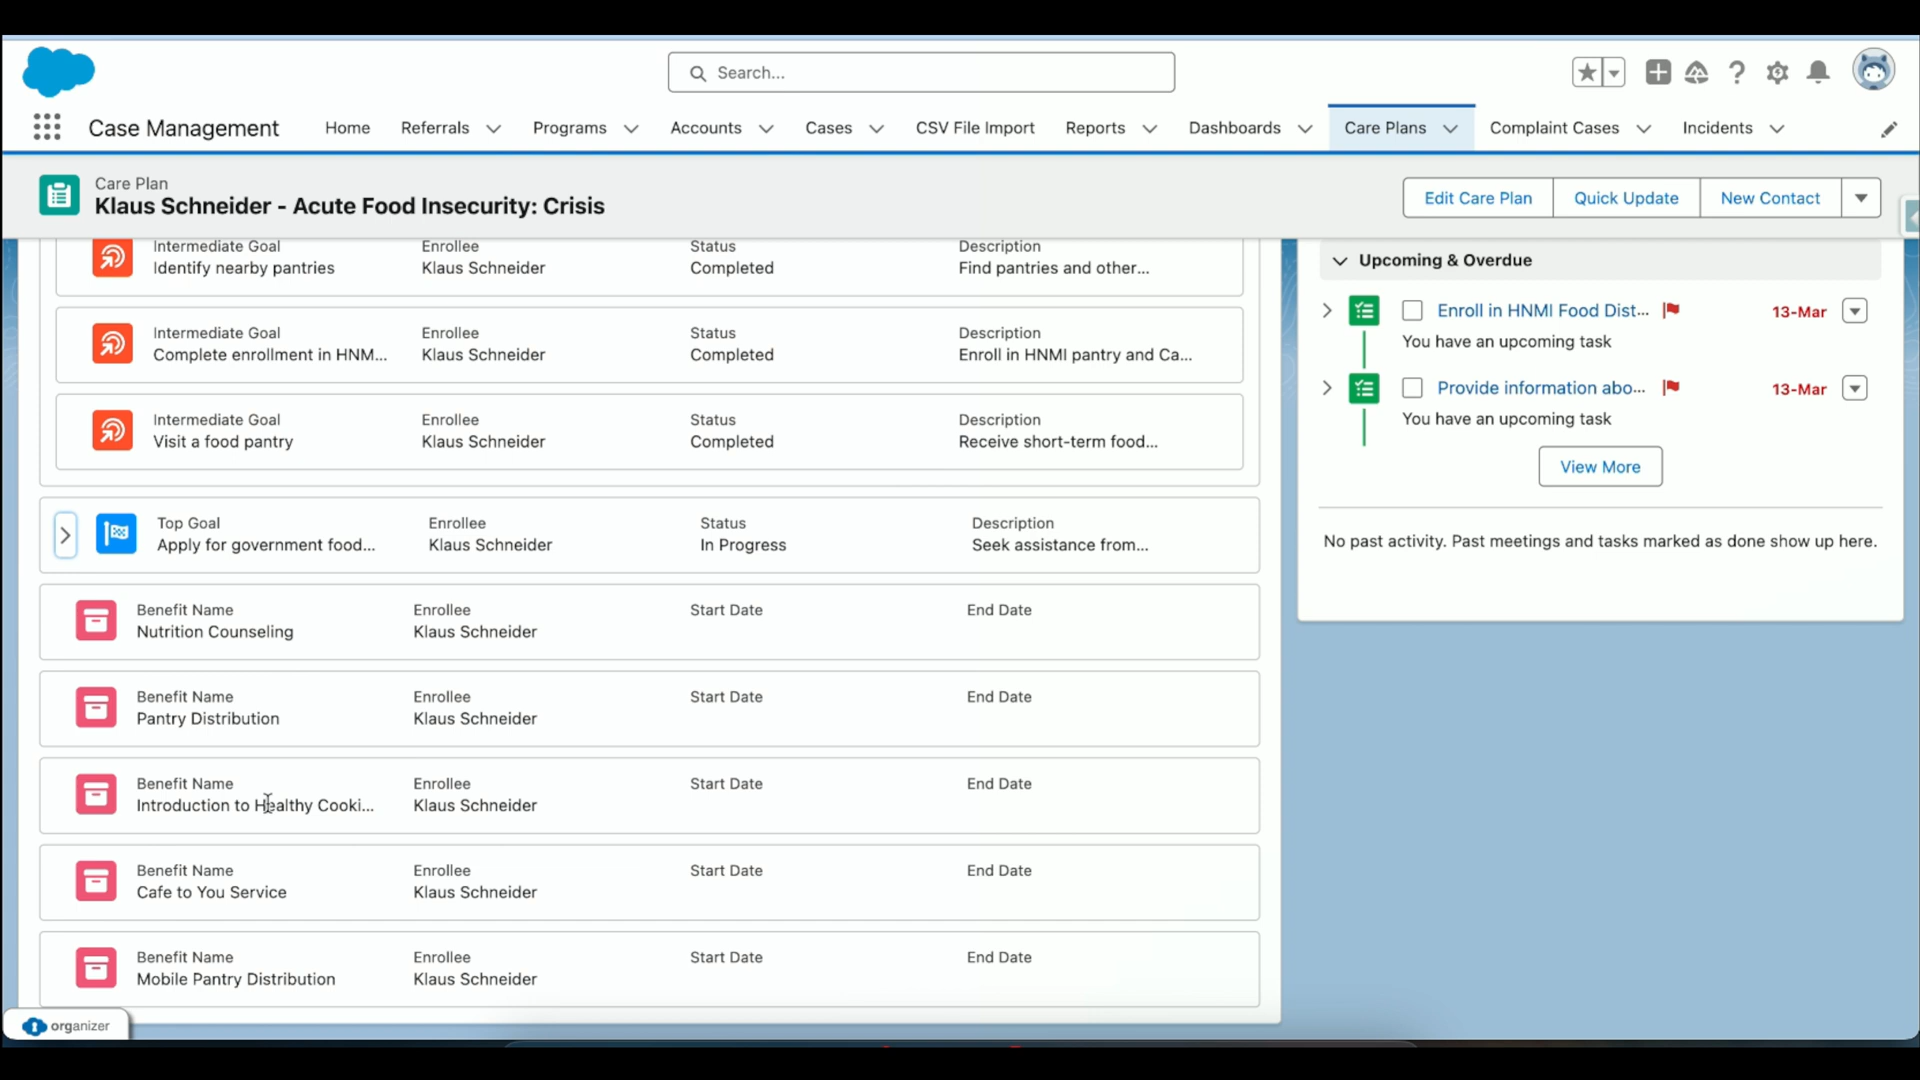 Search...
Case Management
Home
Referrals
Programs
Accounts
Cases
CSV File Import
Reports
Dashboards
Care Plans
Complaint Cases
Incidents
Care Plan
Klaus Schneider - Acute Food Insecurity: Crisis
Edit Care Plan
Quick Update
New Contact
Intermediate Goal Enrollee Status Description
Identify nearby pantries Klaus Schneider Completed Find pantries and other...
Intermediate Goal Enrollee Status Description
Complete enrollment in HNM... Klaus Schneider Completed Enroll in HNMI pantry and Ca...
Intermediate Goal Enrollee Status Description
Visit a food pantry Klaus Schneider Completed Receive short-term food...
Top Goal Enrollee Status Description
Apply for government food... Klaus Schneider In Progress Seek assistance from...
Benefit Name Enrollee Start Date End Date
Nutrition Counseling Klaus Schneider
Benefit Name Enrollee Start Date End Date
Pantry Distribution Klaus Schneider
Benefit Name Enrollee Start Date End Date
Introduction to Healthy Cooki... Klaus Schneider
Benefit Name Enrollee Start Date End Date
Cafe to You Service Klaus Schneider
Benefit Name Enrollee Start Date End Date
Mobile Pantry Distribution Klaus Schneider
Upcoming & Overdue
Enroll in HNMI Food Dist... 13-Mar
You have an upcoming task
Provide information abo... 13-Mar
You have an upcoming task
View More
No past activity. Past meetings and tasks marked as done show up here.
organizer